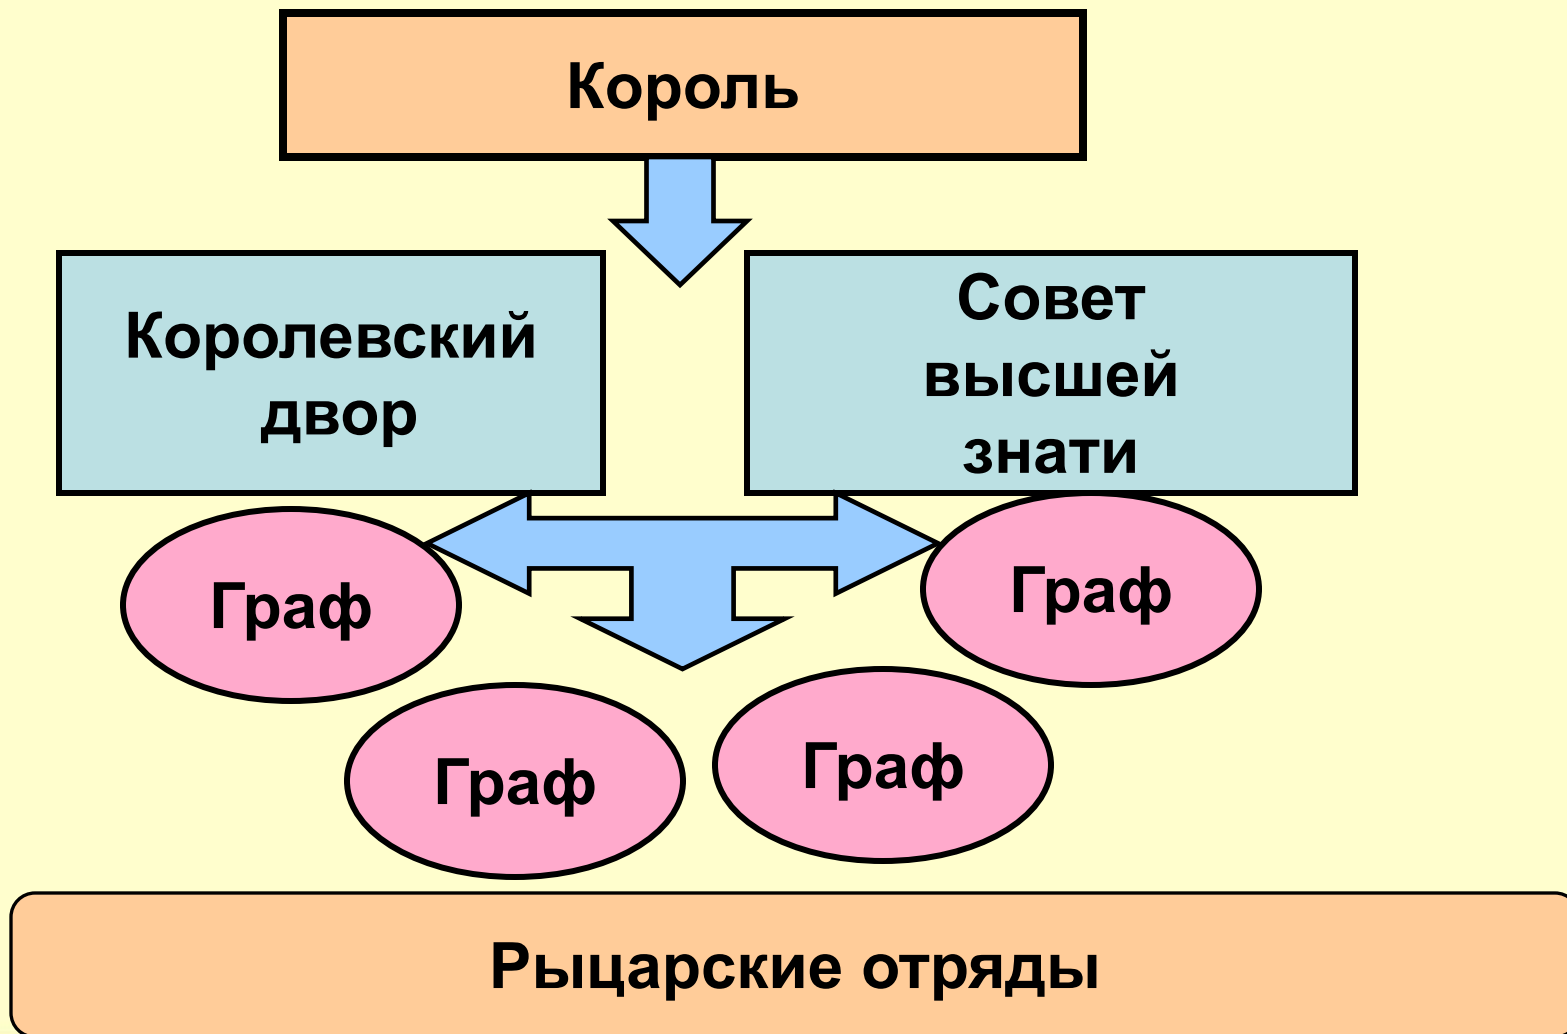 Король
Королевский
двор
Совет
высшей
знати
Граф
Граф
Граф
Граф
Рыцарские отряды